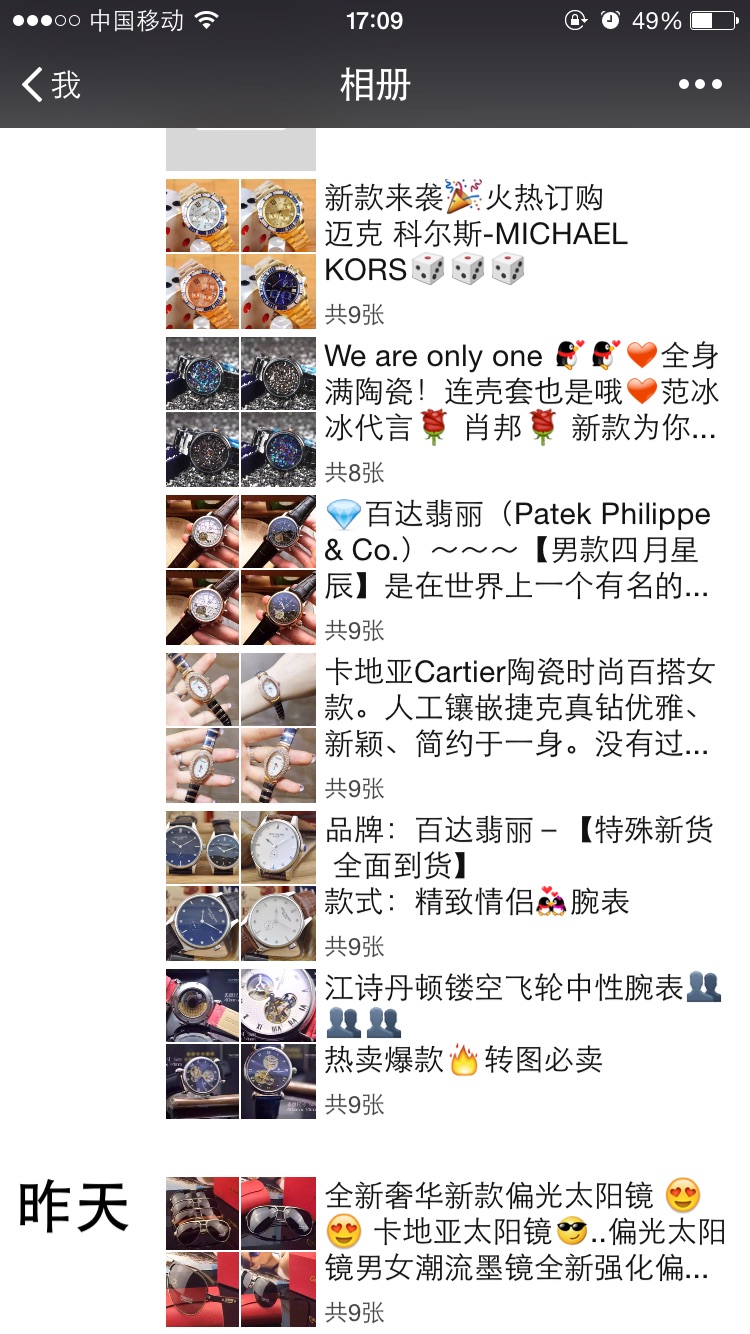 中国移动 17:09 49%
我 相册
新款来袭🎉火热订购
迈克 科尔斯-MICHAEL
KORS🎲🎲🎲
共9张
We are only one 🐧🐧❤️全身
满陶瓷！连壳套也是哦❤️范冰
冰代言🌹 肖邦🌹 新款为你...
共8张
💎百达翡丽（Patek Philippe
& Co.）～～～【男款四月星
辰】是在世界上一个有名的...
共9张
卡地亚Cartier陶瓷时尚百搭女
款。人工镶嵌捷克真钻优雅、
新颖、简约于一身。没有过...
共9张
品牌：百达翡丽 – 【特殊新货
全面到货】
款式：精致情侣💏腕表
共9张
江诗丹顿镂空飞轮中性腕表👥
👥👥
热卖爆款🔥转图必卖
共9张
昨天
全新奢华新款偏光太阳镜 😍
😍 卡地亚太阳镜😎..偏光太阳
镜男女潮流墨镜全新强化偏...
共9张